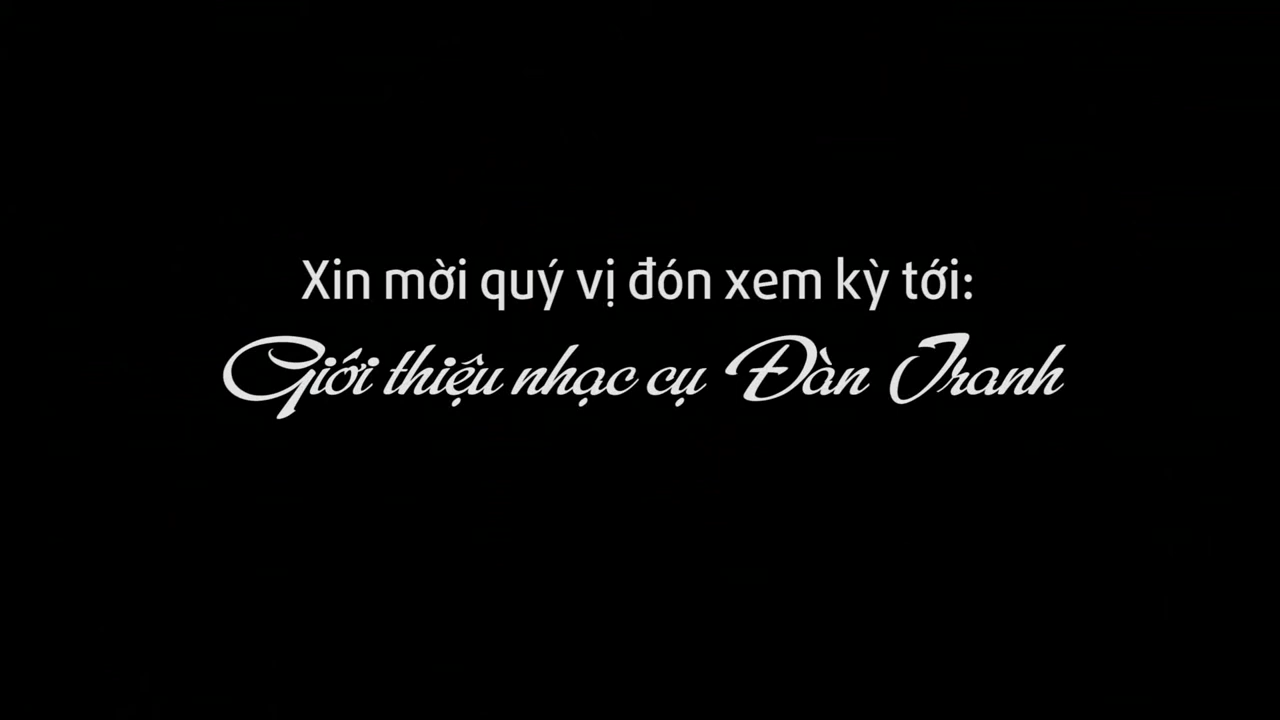 Xin mời quý vị đón xem kỳ tới:
Giới thiệu nhạc cụ Đàn Tranh